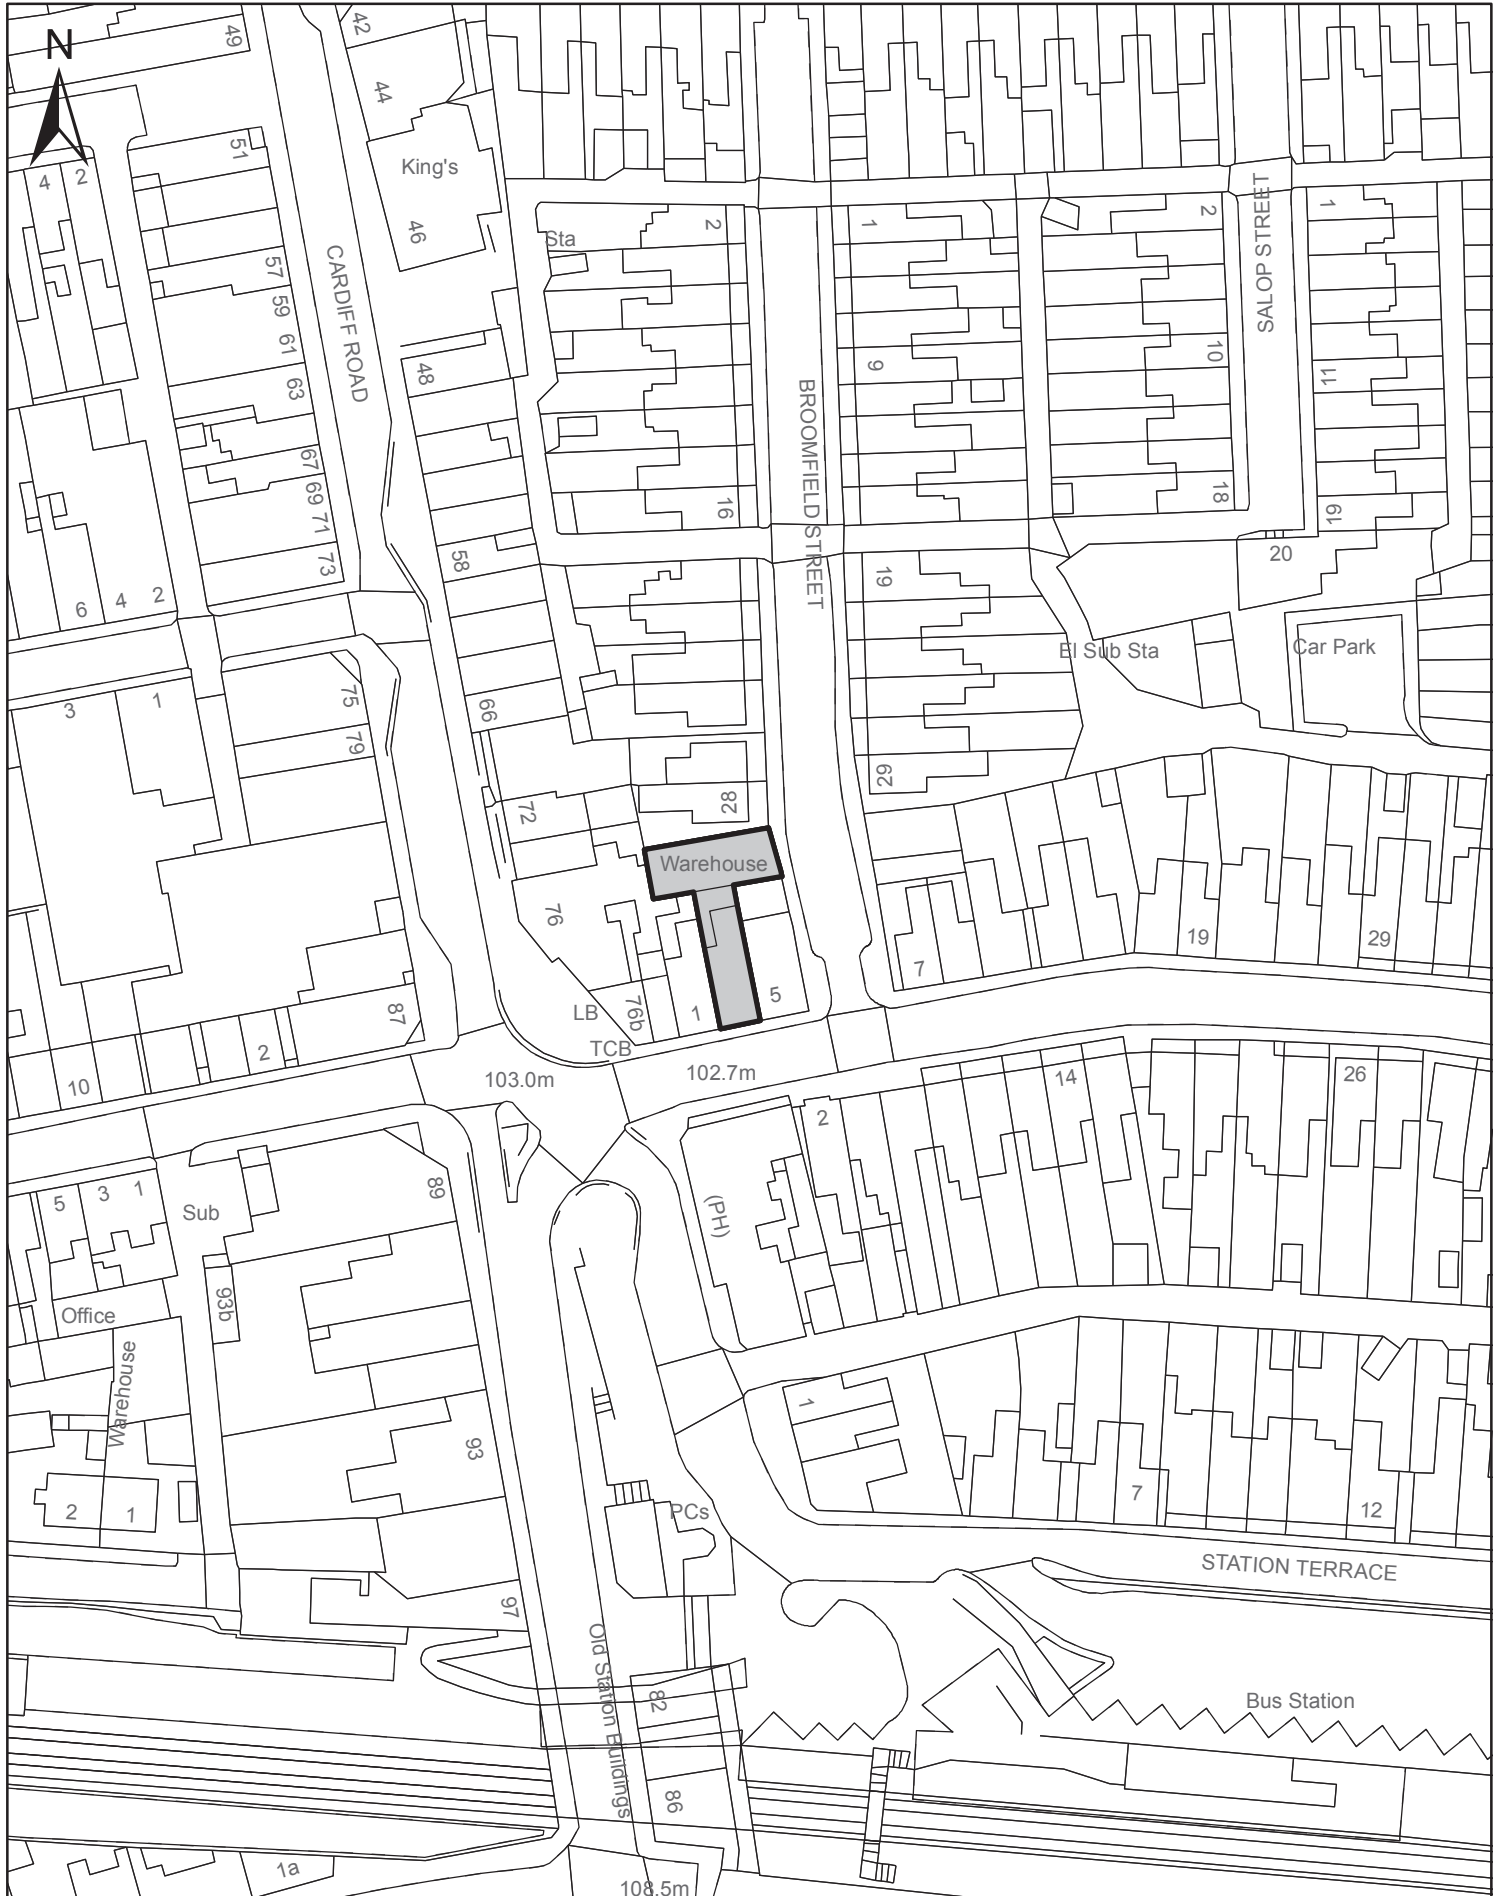 N
49
42
44
51
King's
4
2
46
Sta
2
1
2
SALOP STREET
1
57
CARDIFF ROAD
59
61
63
48
BROOMFIELD STREET
9
10
11
67
69
71
73
16
18
19
58
19
20
6
4
2
El Sub Sta
Car Park
3
1
75
66
79
29
72
28
Warehouse
76
19
29
7
5
87
LB
76b
1
TCB
2
10
103.0m
102.7m
14
26
2
5
3
1
Sub
89
(PH)
93b
Office
Warehouse
1
93
2
1
7
12
PCs
STATION TERRACE
97
Old Station Buildings
82
Bus Station
86
1a
108.5m